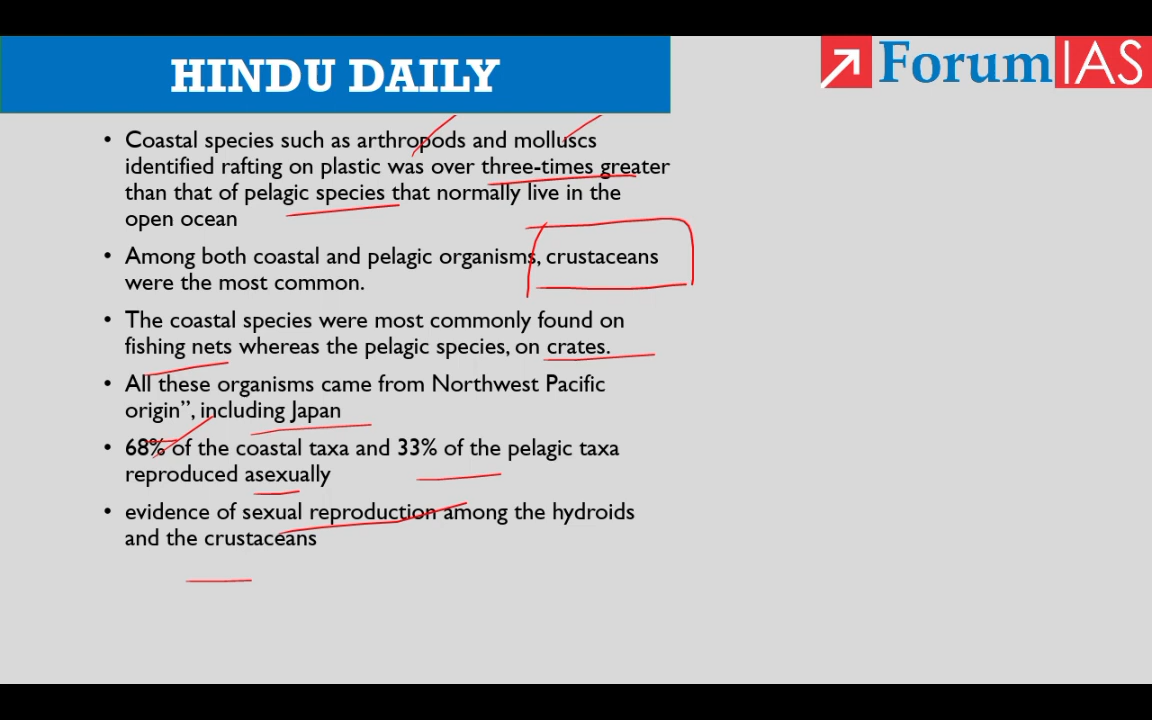 HINDU DAILY
ForumIAS
• Coastal species such as arthropods and molluscs
identified rafting on plastic was over three-times greater
than that of pelagic species that normally live in the
open ocean
• Among both coastal and pelagic organisms, crustaceans
were the most common.
• The coastal species were most commonly found on
fishing nets whereas the pelagic species, on crates.
• All these organisms came from Northwest Pacific
origin”, including Japan
• 68% of the coastal taxa and 33% of the pelagic taxa
reproduced asexually
• evidence of sexual reproduction among the hydroids
and the crustaceans